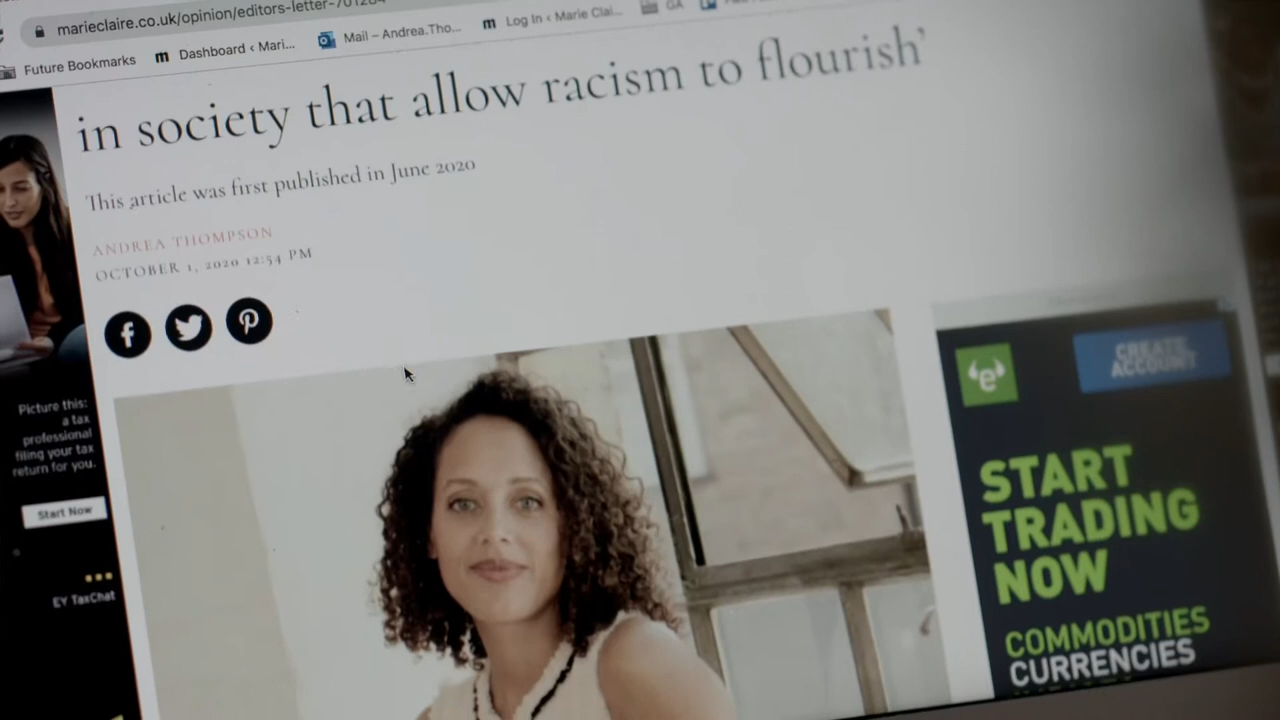 marieclaire.co.uk/opinion/editors-letter-701284
Future Bookmarks
m Dashboard ‹ Mari...
Mail – Andrea.Tho...
m Log In ‹ Marie Clai...
GA
in society that allow racism to flourish'
This article was first published in June 2020
ANDREA THOMPSON
OCTOBER 1, 2020 12:54 PM
Picture this:
a tax
professional
filing your tax
return for you.
Start Now
EY TaxChat
e
CREATE
ACCOUNT
START
TRADING
NOW
COMMODITIES
CURRENCIES